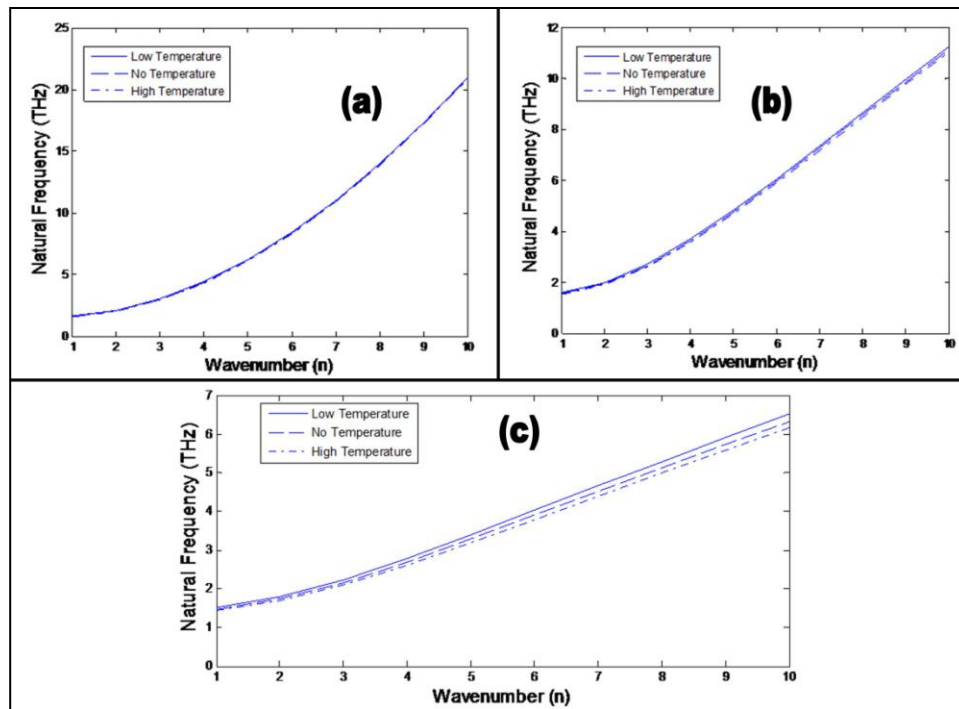 25
20
15
10
5
0
Natural Frequency (THz)
Low Temperature
No Temperature
High Temperature
(a)
1 2 3 4 5 6 7 8 9 10
Wavenumber (n)
12
10
8
6
4
2
0
Natural Frequency (THz)
Low Temperature
No Temperature
High Temperature
(b)
1 2 3 4 5 6 7 8 9 10
Wavenumber (n)
7
6
5
4
3
2
1
0
Natural Frequency (THz)
Low Temperature
No Temperature
High Temperature
(c)
1 2 3 4 5 6 7 8 9 10
Wavenumber (n)